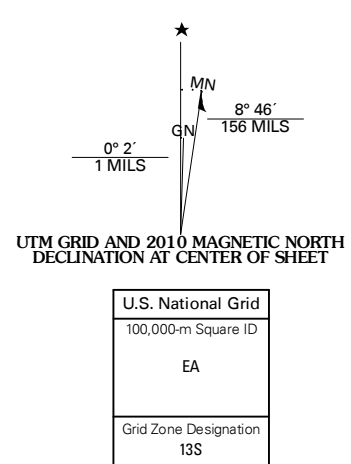 MN
8° 46´
156 MILS
GN
0° 2´
1 MILS
UTM GRID AND 2010 MAGNETIC NORTH
DECLINATION AT CENTER OF SHEET
U.S. National Grid
100,000-m Square ID
EA
Grid Zone Designation
13S